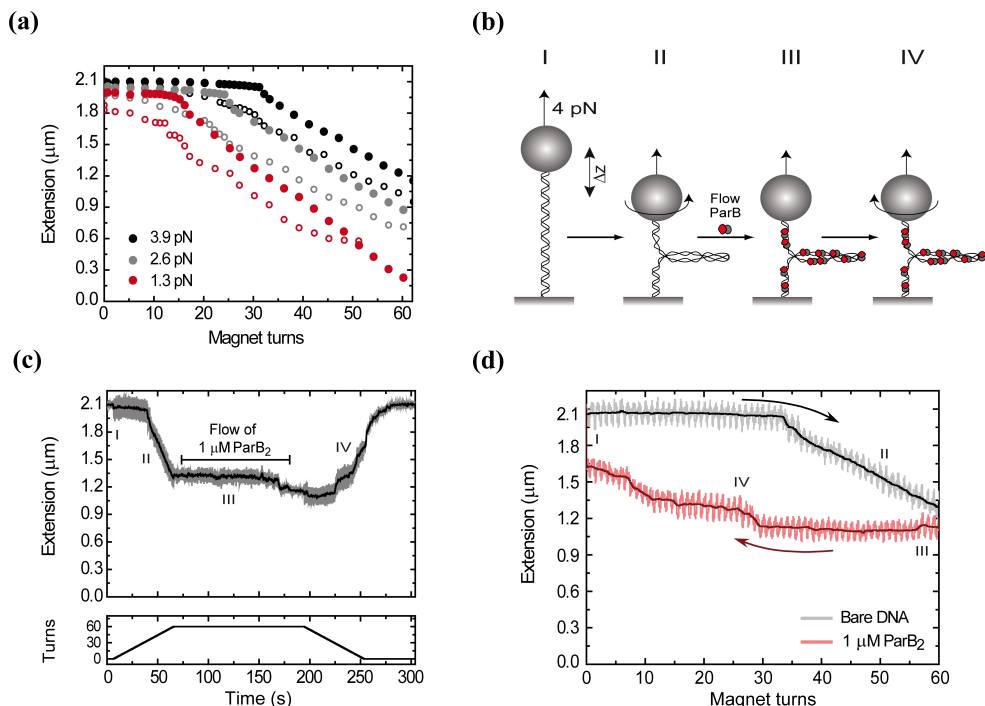 (a)
2.1
1.8
1.5
1.2
0.9
0.6
0.3
0.0
Extension (μm)
3.9 pN
2.6 pN
1.3 pN
0 10 20 30 40 50 60
Magnet turns
(b)
I II III IV
4 pN
Δz
Flow
ParB
(c)
2.1
1.8
1.5
1.2
0.9
0.6
0.3
0.0
Extension (μm)
I
II
Flow of
1 μM ParB2
III
IV
Turns
60
30
0
0 50 100 150 200 250 300
Time (s)
(d)
2.1
1.8
1.5
1.2
0.9
0.6
0.3
0.0
Extension (μm)
I
II
IV
III
Bare DNA
1 μM ParB2
0 10 20 30 40 50 60
Magnet turns